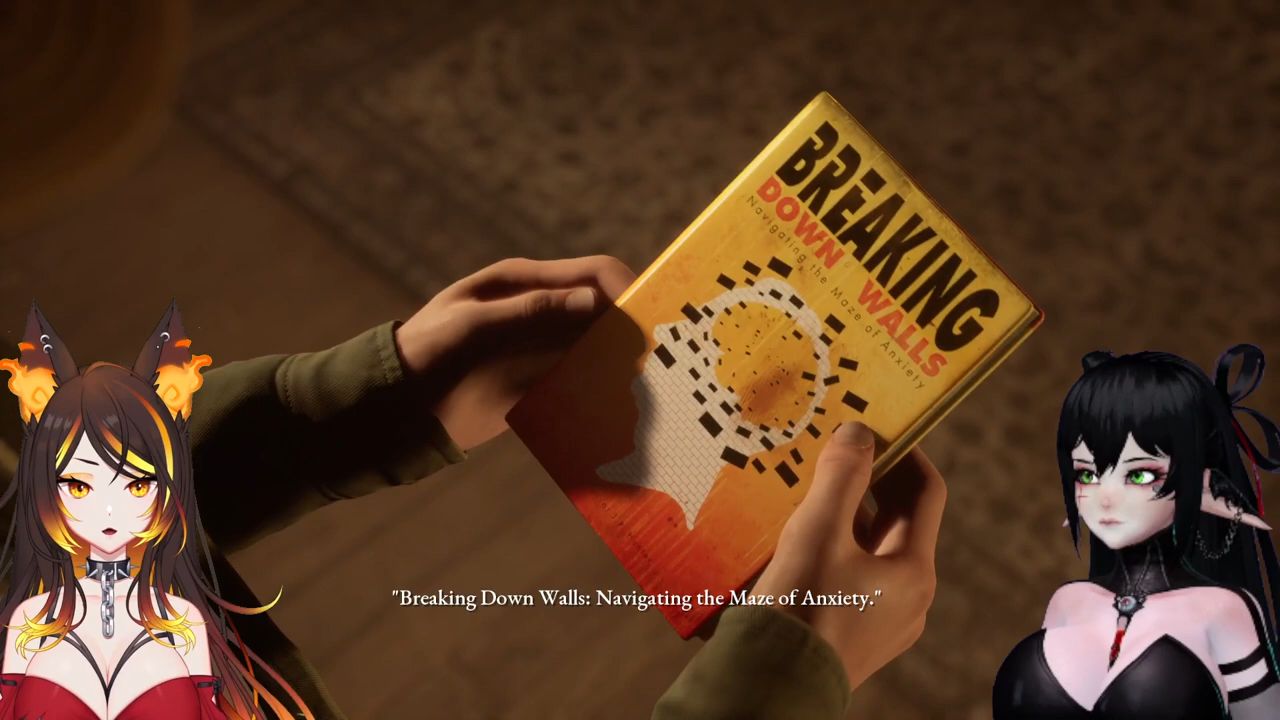 BREAKING
DOWN WALLS
Navigating the Maze of Anxiety
"Breaking Down Walls: Navigating the Maze of Anxiety."